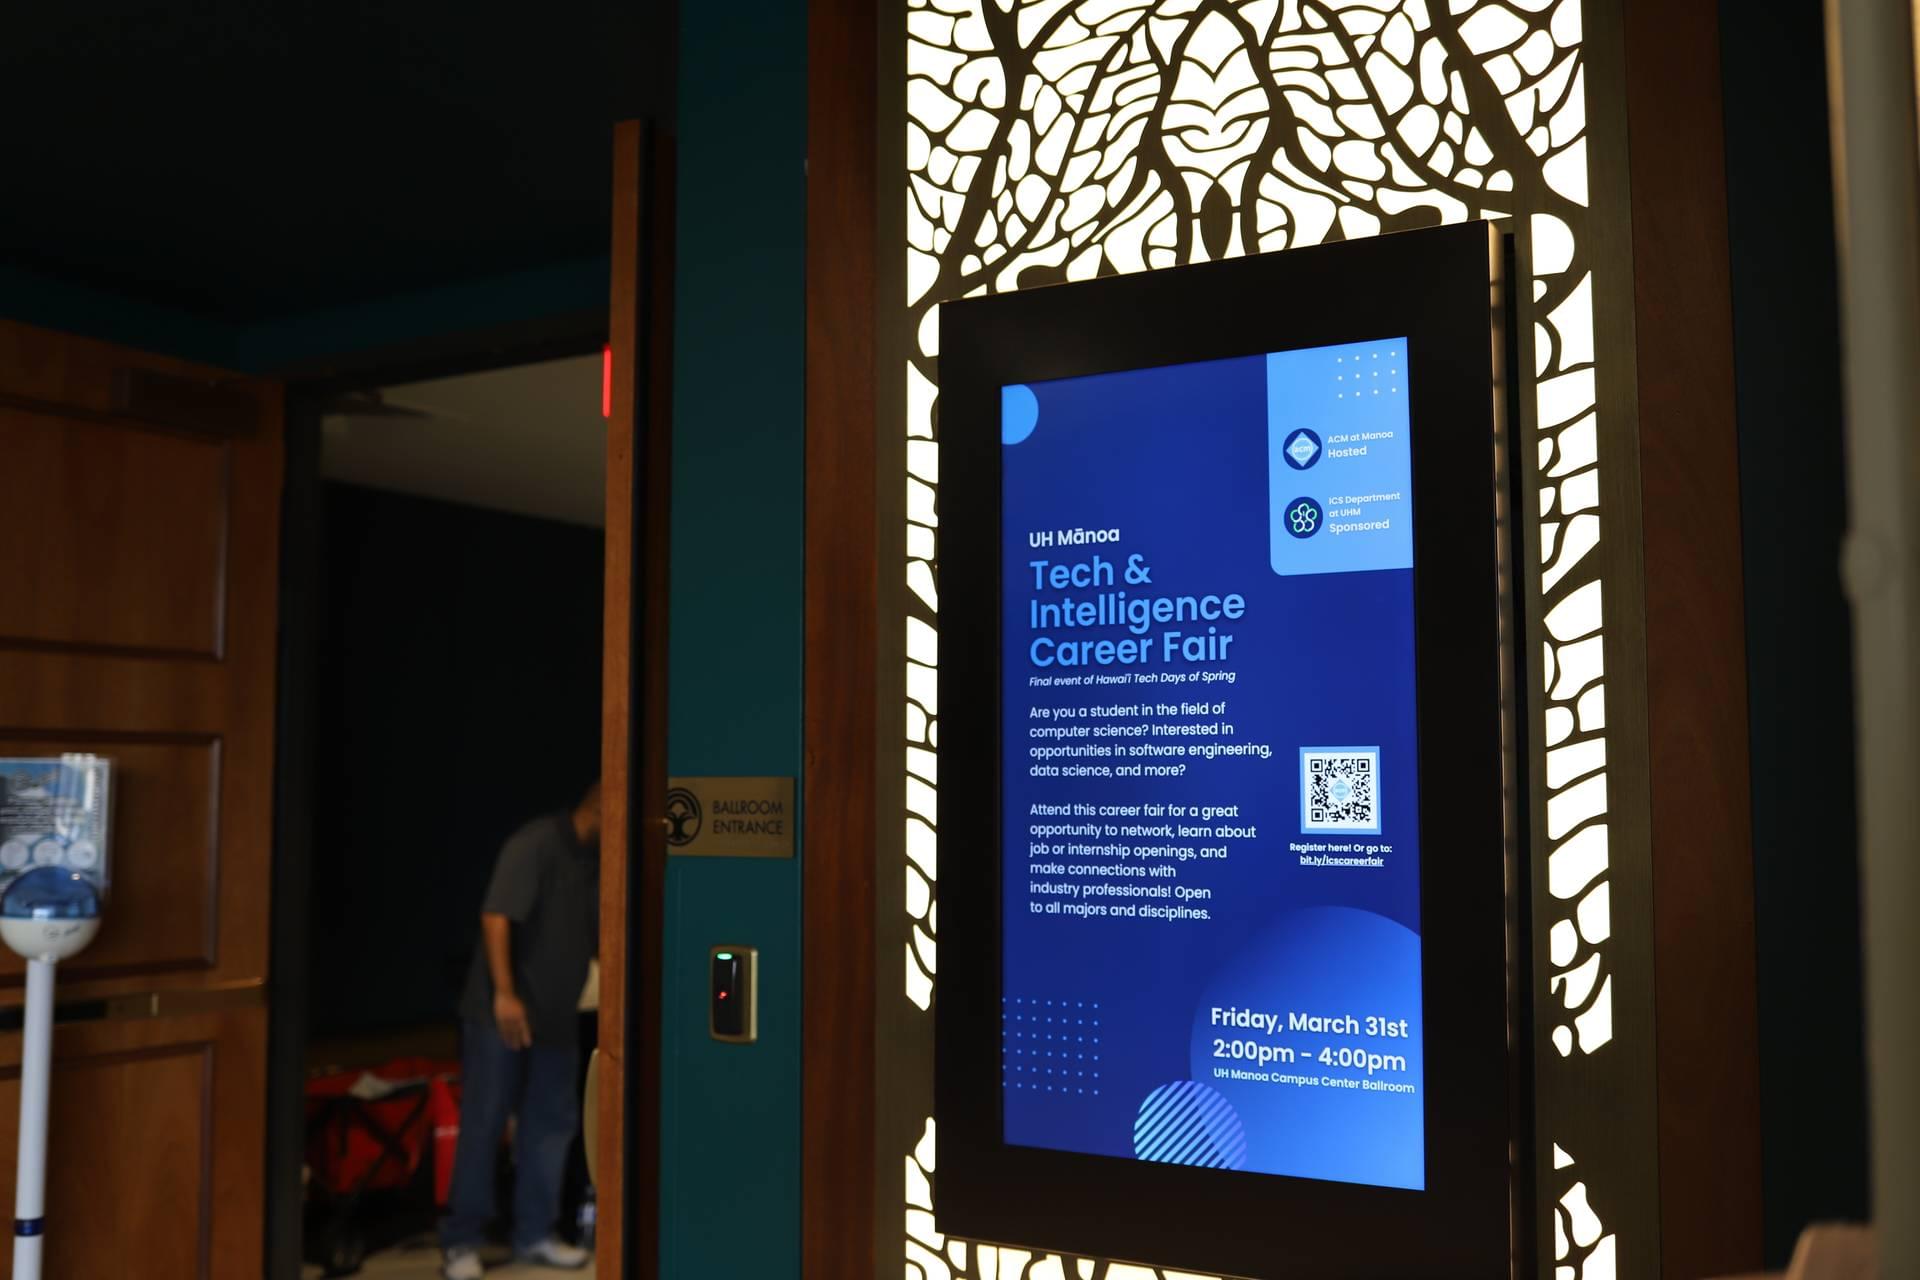 ACM at Manoa
Hosted
ICS Department
at UHM
Sponsored
UH Mānoa
Tech &
Intelligence
Career Fair
Final event of Hawai'i Tech Days of Spring
Are you a student in the field of
computer science? Interested in
opportunities in software engineering,
data science, and more?
Attend this career fair for a great
opportunity to network, learn about
job or internship openings, and
make connections with
industry professionals! Open
to all majors and disciplines.
Register here! Or go to:
bit.ly/icscareerfair
Friday, March 31st
2:00pm - 4:00pm
UH Manoa Campus Center Ballroom
BALLROOM
ENTRANCE